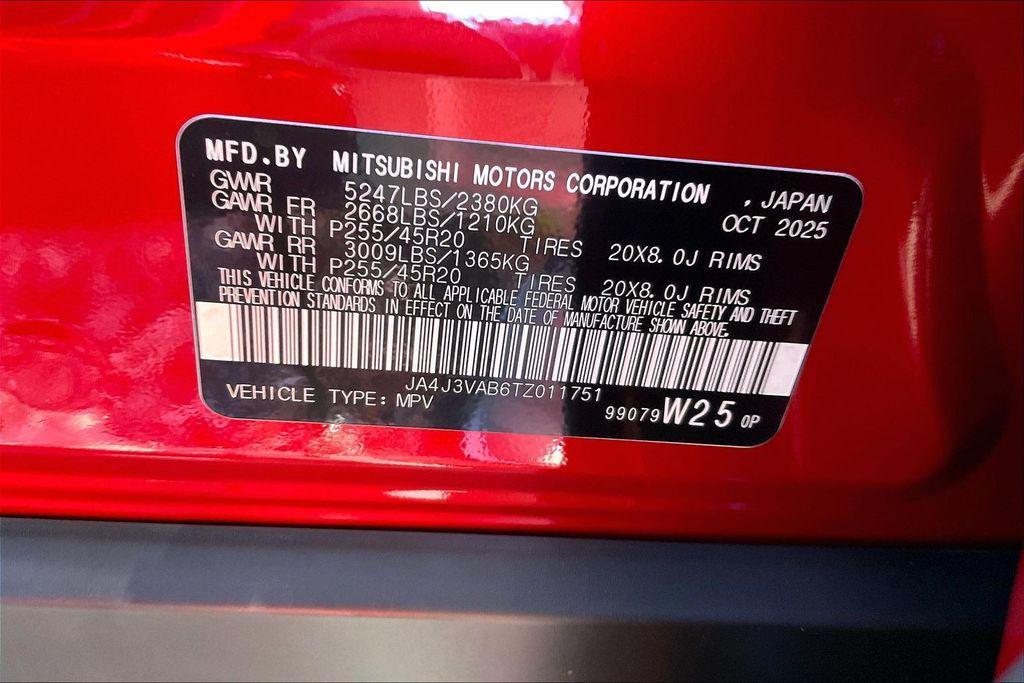 MFD.BY MITSUBISHI MOTORS CORPORATION , JAPAN
GWWR 5247LBS/2380KG OCT 2025
GAWR FR 2668LBS/1210KG
WITH P255/45R20 TIRES 20X8.0J RIMS
GAWR RR 3009LBS/1365KG
WITH P255/45R20 TIRES 20X8.0J RIMS
THIS VEHICLE CONFORMS TO ALL APPLICABLE FEDERAL MOTOR VEHICLE SAFETY AND THEFT
PREVENTION STANDARDS IN EFFECT ON THE DATE OF MANUFACTURE SHOWN ABOVE.
JA4J3VAB6TZ011751
VEHICLE TYPE: MPV 99079 W25 0P